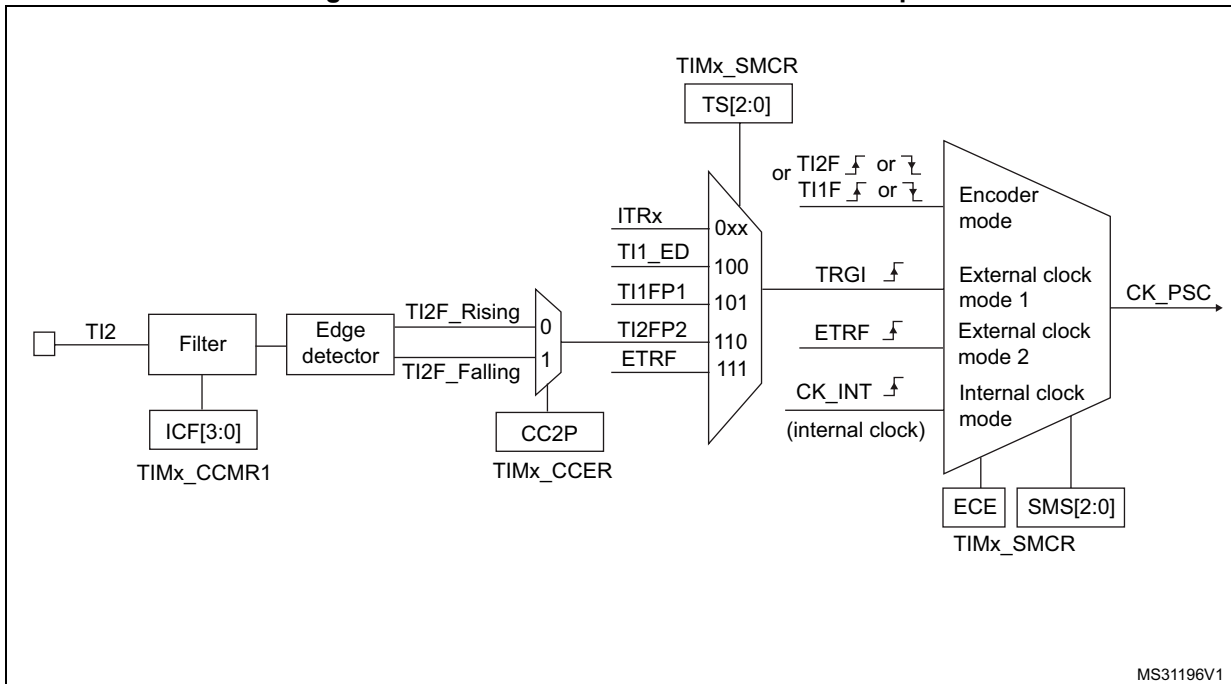 TIMx_SMCR
TS[2:0]
or TI2F or
TI1F or
Encoder
mode
ITRx
0xx
TI1_ED
100
TRGI
External clock
mode 1
CK_PSC
TI1FP1
101
TI2F_Rising
0
TI2
Filter
Edge
detector
TI2FP2
110
ETRF
External clock
mode 2
1
ETRF
111
TI2F_Falling
CK_INT
Internal clock
mode
(internal clock)
ICF[3:0]
CC2P
TIMx_CCMR1
TIMx_CCER
ECE
SMS[2:0]
TIMx_SMCR
MS31196V1